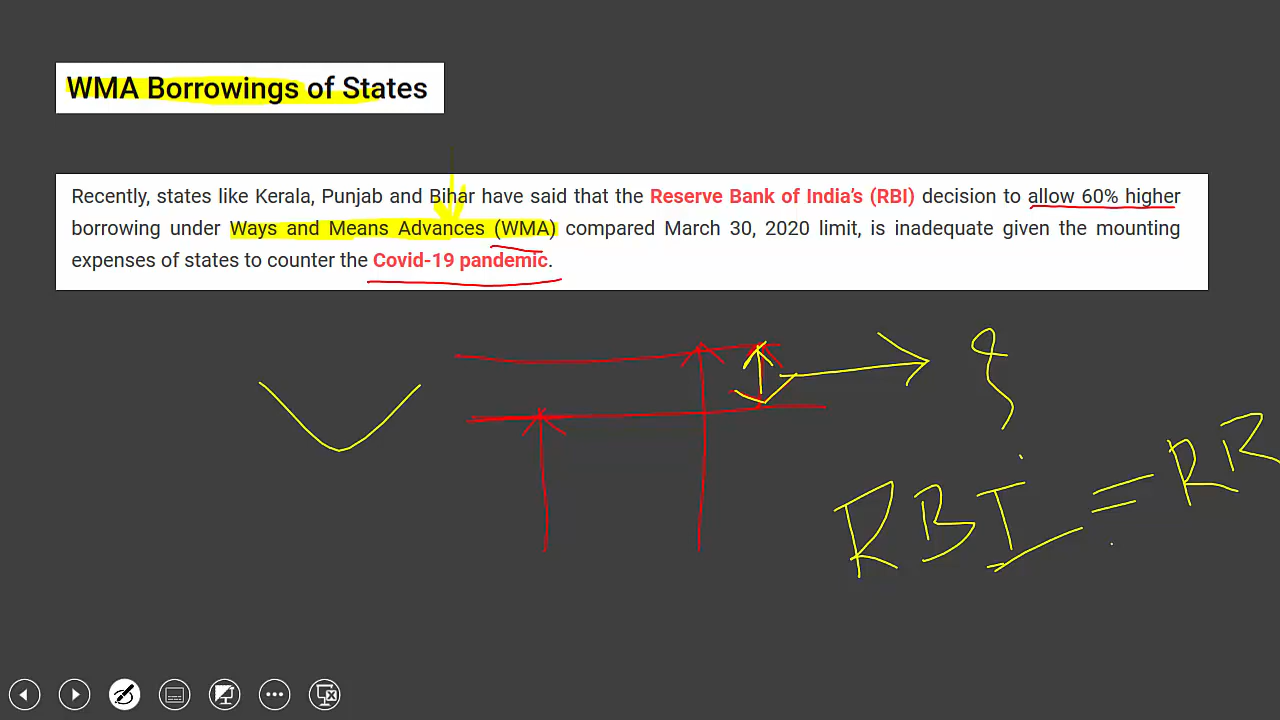 WMA Borrowings of States
Recently, states like Kerala, Punjab and Bihar have said that the Reserve Bank of India's (RBI) decision to allow 60% higher
borrowing under Ways and Means Advances (WMA) compared March 30, 2020 limit, is inadequate given the mounting
expenses of states to counter the Covid-19 pandemic.
RBI = RR